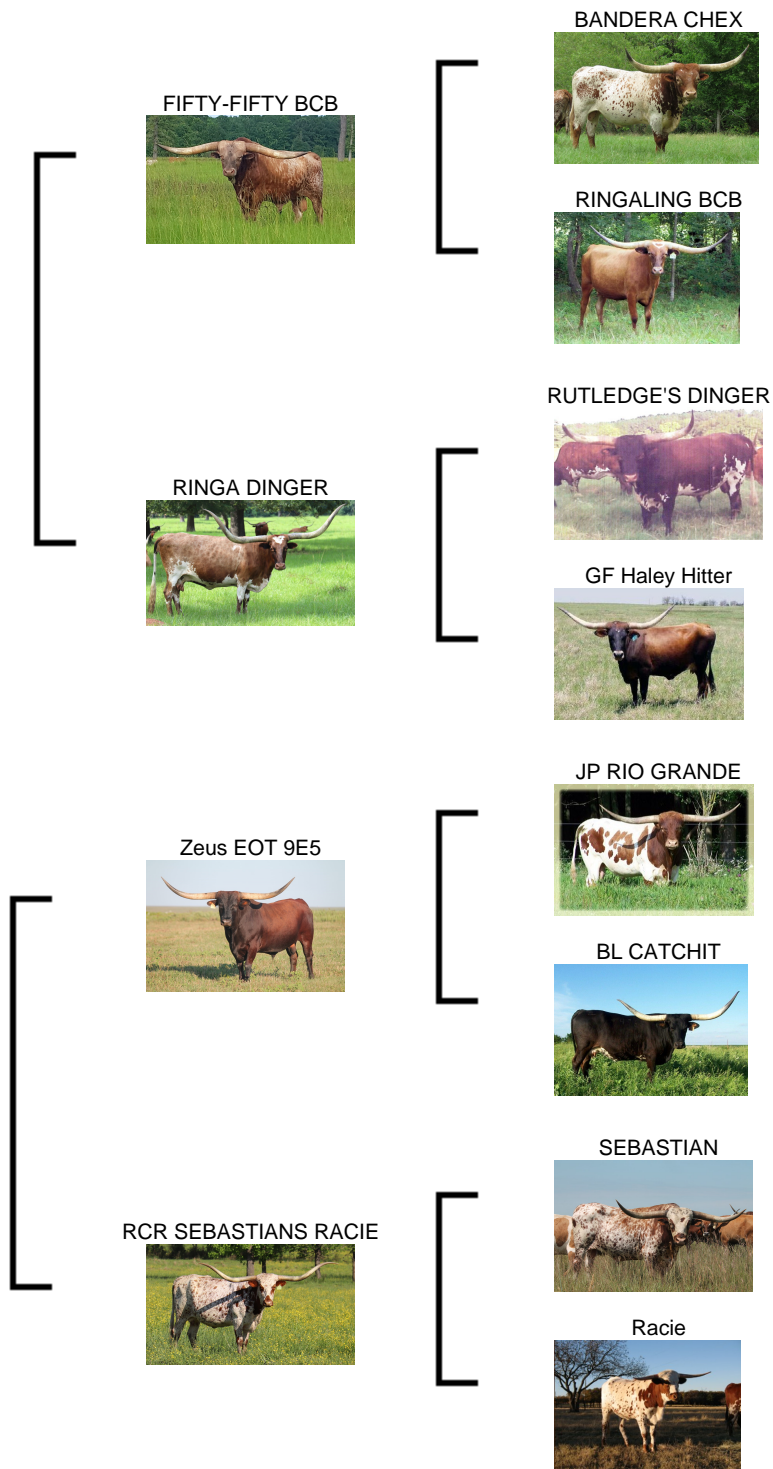 BANDERA CHEX
FIFTY-FIFTY BCB
RINGALING BCB
RUTLEDGE'S DINGER
RINGA DINGER
GF Haley Hitter
JP RIO GRANDE
Zeus EOT 9E5
BL CATCHIT
SEBASTIAN
RCR SEBASTIANS RACIE
Racie